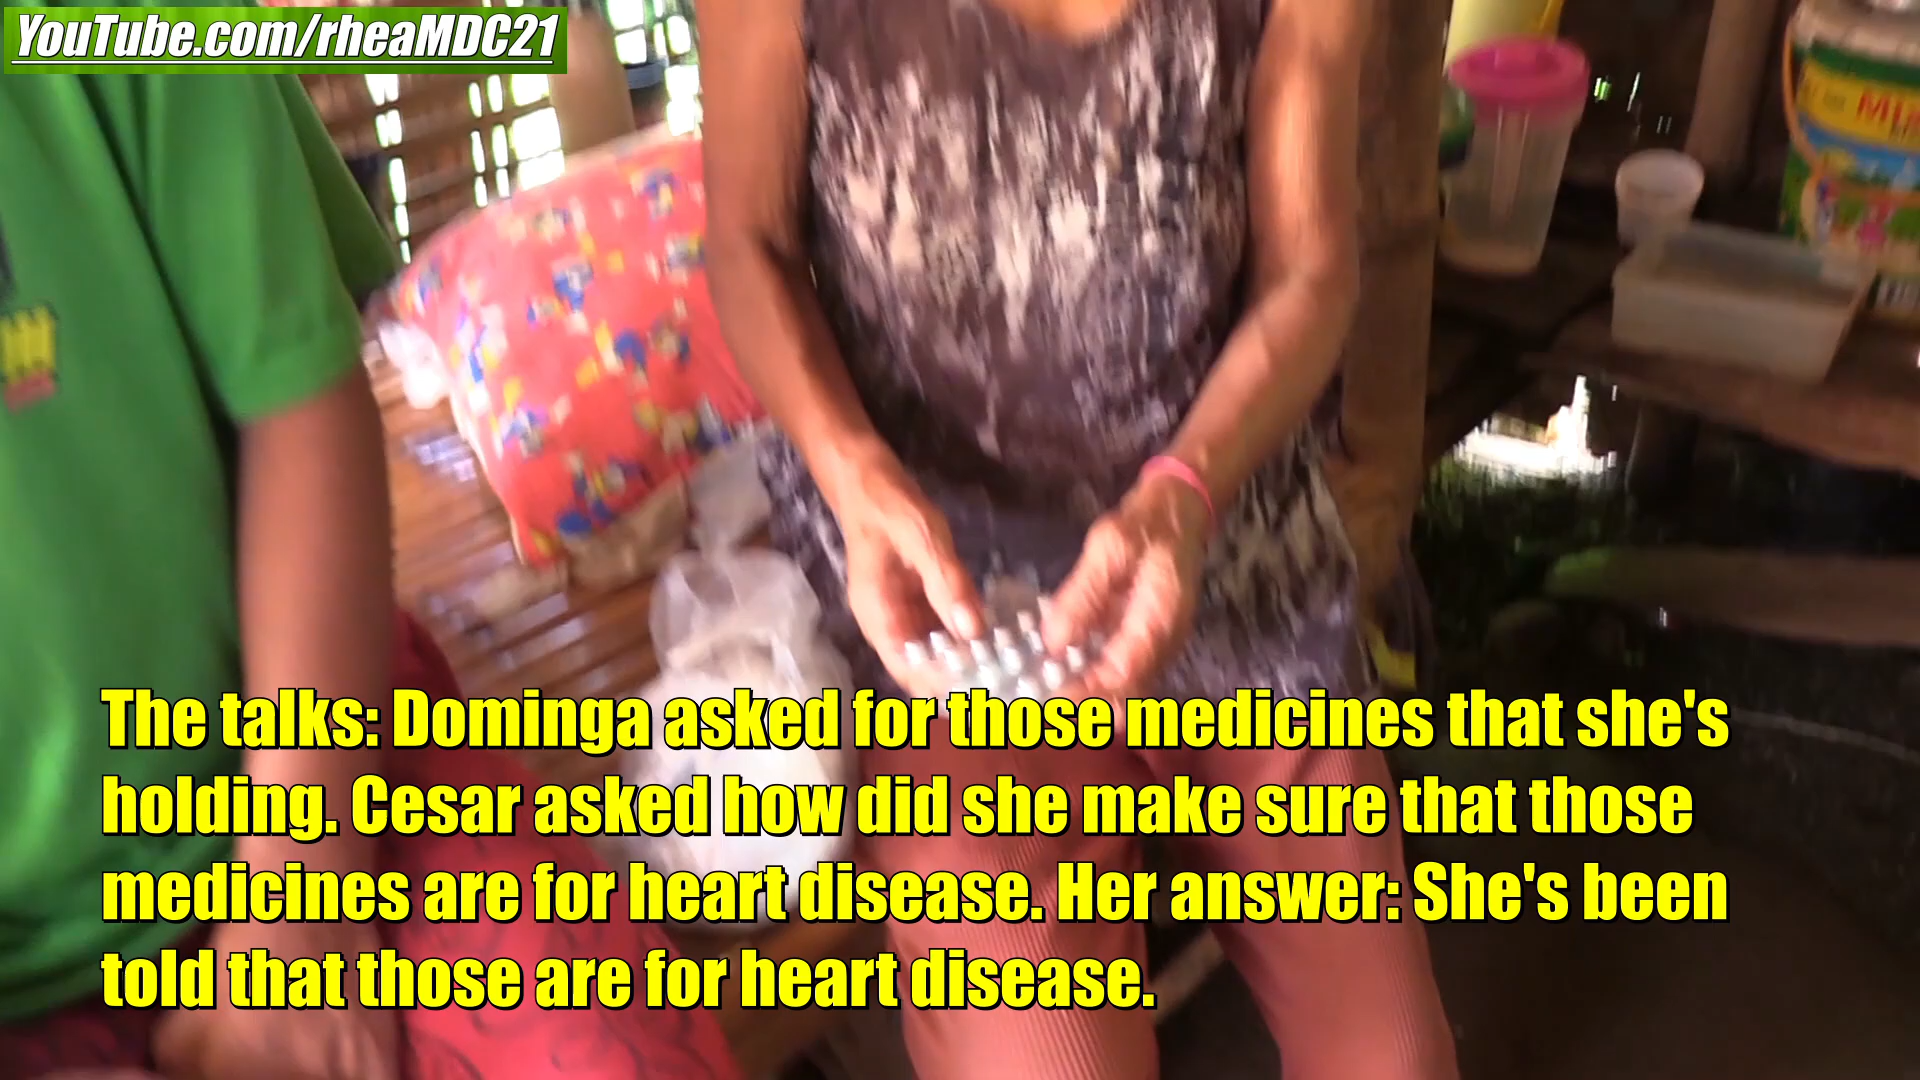 YouTube.com/rheaMDC21
The talks: Dominga asked for those medicines that she's
holding. Cesar asked how did she make sure that those
medicines are for heart disease. Her answer: She's been
told that those are for heart disease.